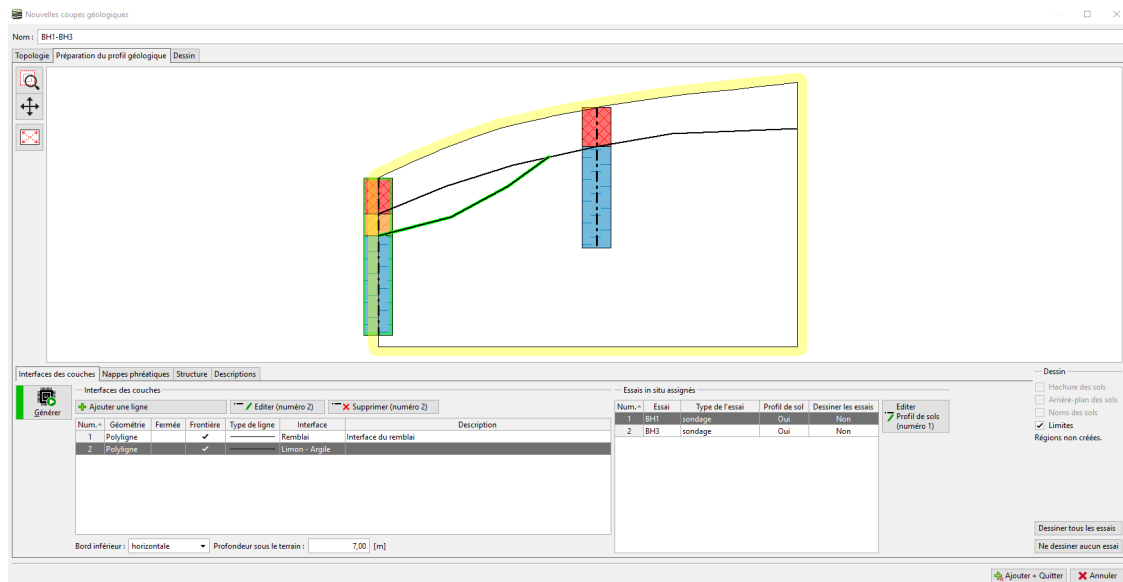 Nouvelles coupes géologiques
Nom : BH1-BH3
Topologie Préparation du profil géologique Dessin
Interfaces des couches Nappes phréatiques Structure Descriptions
Générer
Interfaces des couches
Ajouter une ligne Editer (numéro 2) Supprimer (numéro 2)
Num. Géométrie Fermée Frontière Type de ligne Interface Description
1 Polyligne Remblai Interface du remblai
2 Polyligne Limon - Argile
Bord inférieur : horizontale Profondeur sous le terrain : 7,00 [m]
Essais in situ assignés
Num. Essai Type de l'essai Profil de sol Dessiner les essais
1 BH1 sondage Oui Non
2 BH3 sondage Oui Non
Editer
Profil de sols
(numéro 1)
Dessin
Hachure des sols
Arrière-plan des sols
Noms des sols
Limites
Régions non créées.
Dessiner tous les essais
Ne dessiner aucun essai
Ajouter + Quitter Annuler